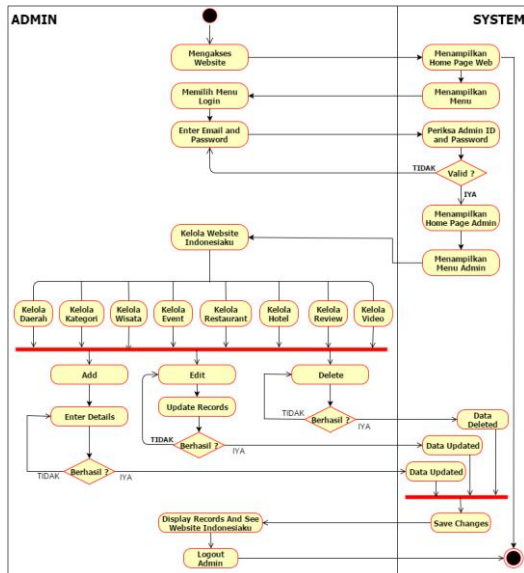 ADMIN
SYSTEM
Mengakses
Website
Menampilkan
Home Page Web
Memilih Menu
Login
Menampilkan
Menu
Enter Email and
Password
Periksa Admin ID
and Password
TIDAK
Valid ?
IYA
Menampilkan
Home Page Admin
Kelola Website
Indonesiaku
Menampilkan
Menu Admin
Kelola
Daerah
Kelola
Kategori
Kelola
Wisata
Kelola
Event
Kelola
Restaurant
Kelola
Hotel
Kelola
Review
Kelola
Video
Add
Edit
Delete
Enter Details
Update Records
TIDAK
Berhasil ?
IYA
Data
Deleted
TIDAK
Berhasil ?
IYA
Data Updated
TIDAK
Berhasil ?
IYA
Data Updated
Display Records And See
Website Indonesiaku
Save Changes
Logout
Admin